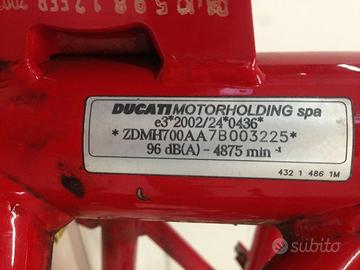 DUCATI MOTORHOLDING spa
e3*2002/24*0436*
*ZDMH700AA7B003225*
96 dB(A) - 4875 min -1
432 1 486 1M
subito